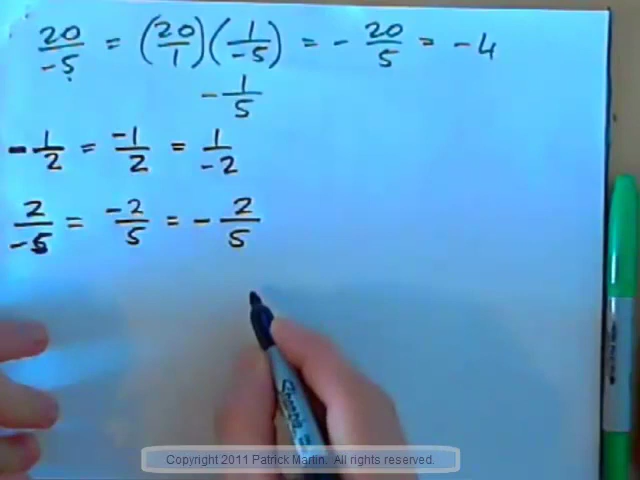 20/-5 = (20/1)(1/-5) = - 20/5 = -4
- 1/5
- 1/2 = -1/2 = 1/-2
2/-5 = -2/5 = - 2/5
Sharpie
Copyright 2011 Patrick Martin. All rights reserved.